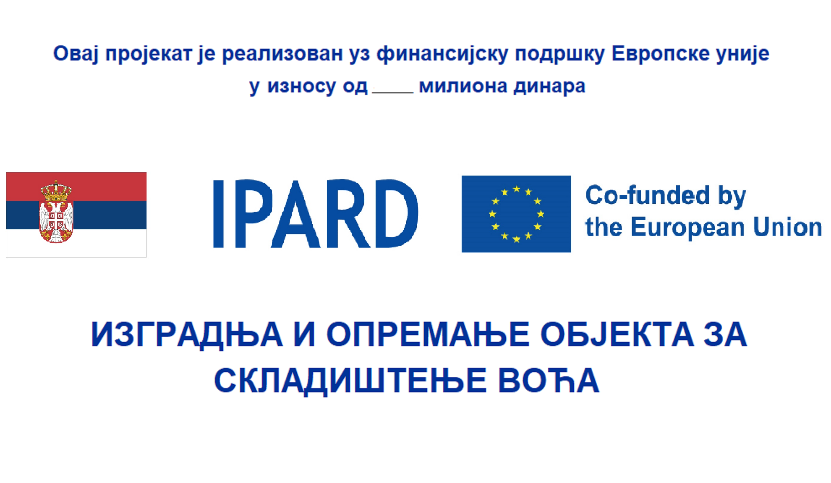 Овај пројекат је реализован уз финансијску подршку Европске уније
у износу од ____ милиона динара
IPARD
Co-funded by
the European Union
ИЗГРАДЊА И ОПРЕМАЊЕ ОБЈЕКТА ЗА
СКЛАДИШТЕЊЕ ВОЋА